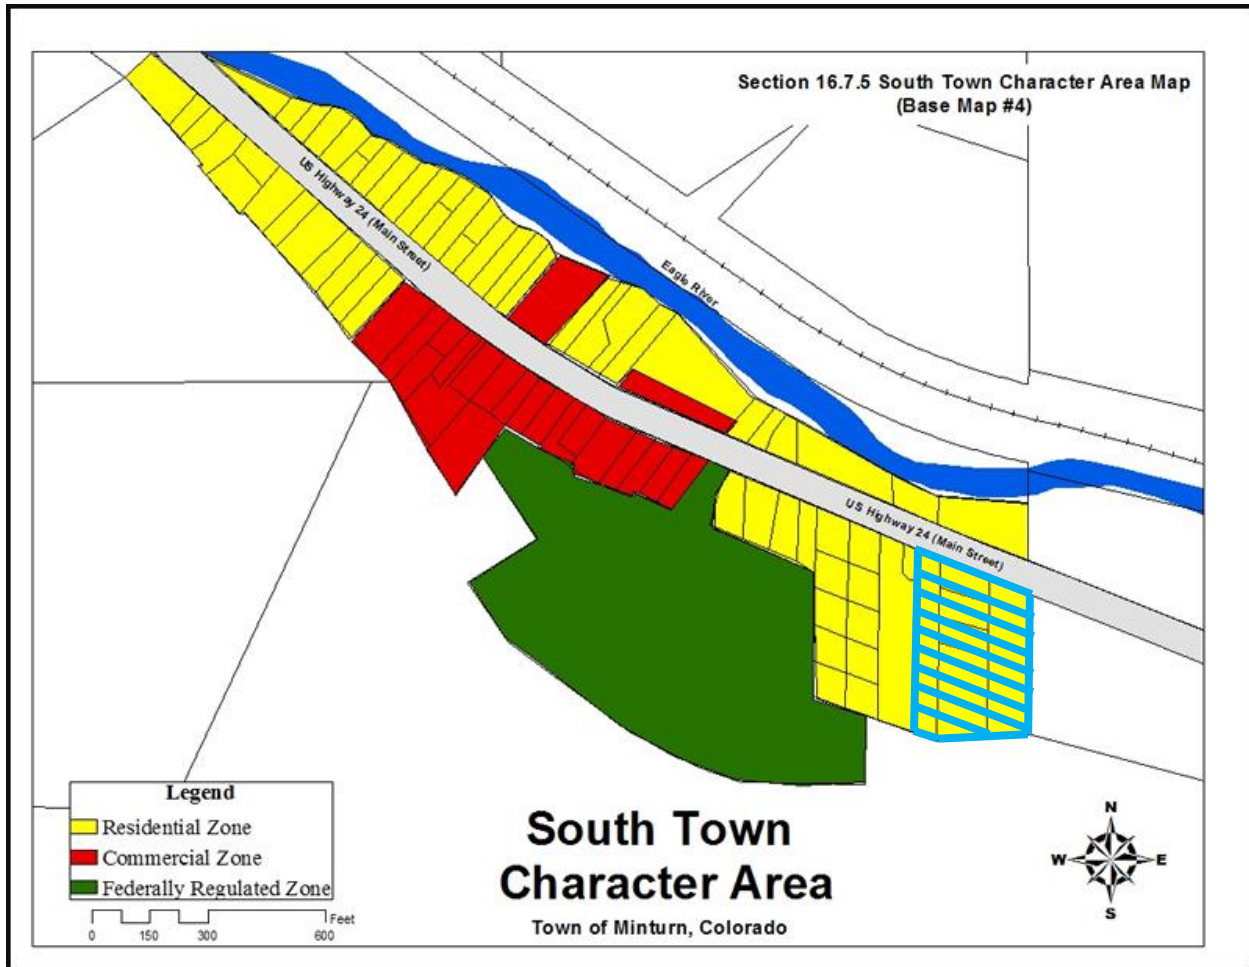 Section 16.7.5 South Town Character Area Map
(Base Map #4)
US Highway 24 (Main Street)
Eagle River
US Highway 24 (Main Street)
Legend
Residential Zone
Commercial Zone
Federally Regulated Zone
Feet
0 150 300 600
South Town
Character Area
Town of Minturn, Colorado
N
W E
S